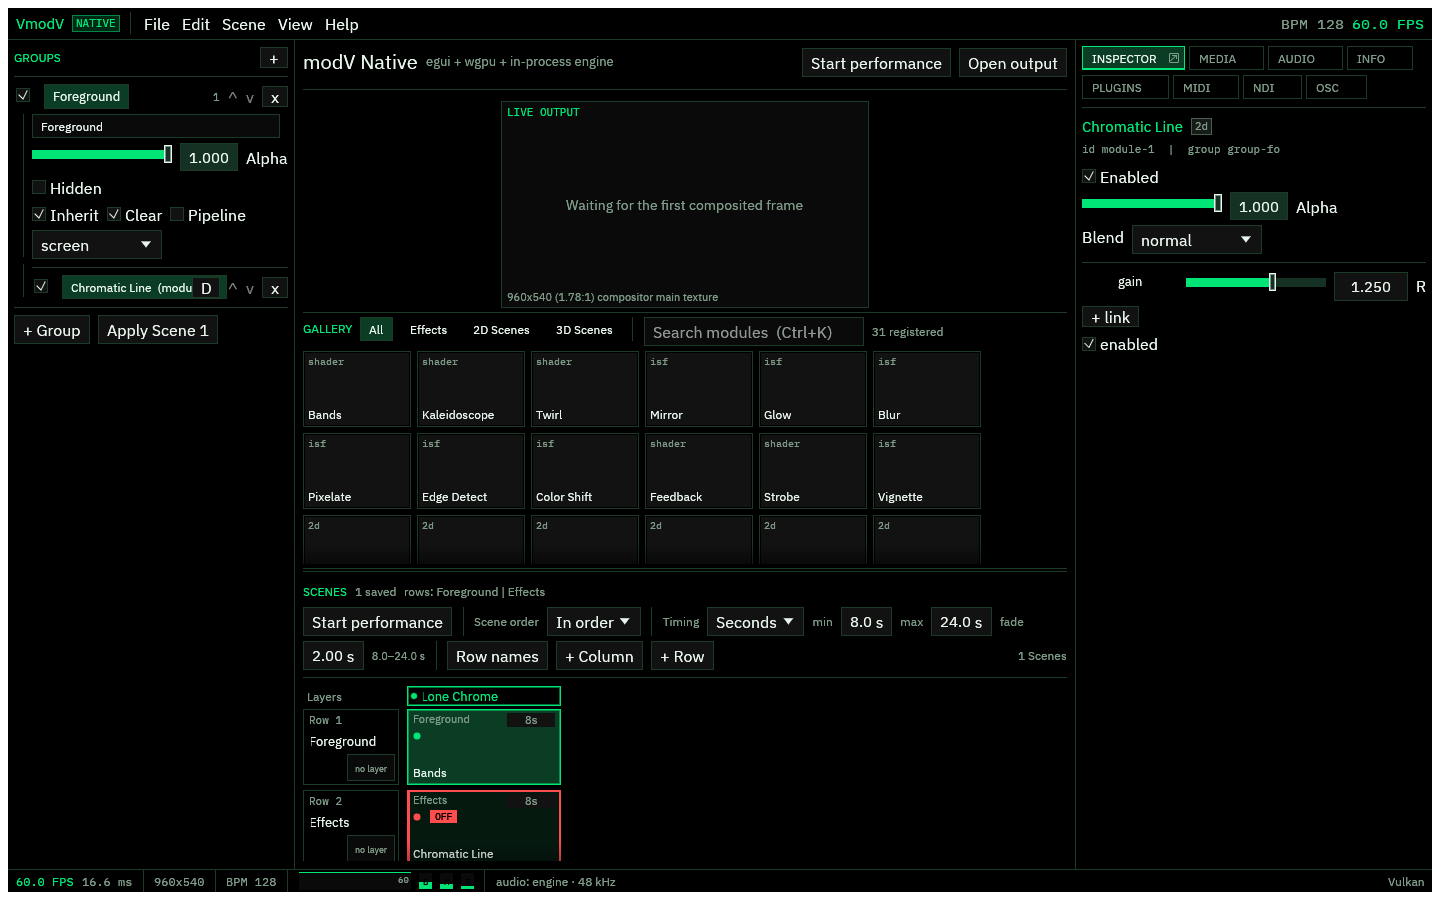 VmodV NATIVE File Edit Scene View Help BPM 128 60.0 FPS
GROUPS +
Foreground 1 ^ v x
Foreground
1.000 Alpha
Hidden
Inherit Clear Pipeline
screen
Chromatic Line (modu D ^ v x
+ Group Apply Scene 1
modV Native egui + wgpu + in-process engine Start performance Open output
LIVE OUTPUT
Waiting for the first composited frame
960x540 (1.78:1) compositor main texture
GALLERY All Effects 2D Scenes 3D Scenes Search modules (Ctrl+K) 31 registered
shader shader shader isf isf isf
Bands Kaleidoscope Twirl Mirror Glow Blur
isf isf isf shader shader isf
Pixelate Edge Detect Color Shift Feedback Strobe Vignette
2d 2d 2d 2d 2d 2d
SCENES 1 saved rows: Foreground | Effects
Start performance Scene order In order Timing Seconds min 8.0 s max 24.0 s fade
2.00 s 8.0–24.0 s Row names + Column + Row 1 Scenes
Layers Lone Chrome
Row 1 Foreground 8s
Foreground
no layer Bands
Row 2 Effects 8s
Effects OFF
no layer Chromatic Line
INSPECTOR MEDIA AUDIO INFO
PLUGINS MIDI NDI OSC
Chromatic Line 2d
id module-1 | group group-fo
Enabled
1.000 Alpha
Blend normal
gain 1.250 R
+ link
enabled
60.0 FPS 16.6 ms 960x540 BPM 128 60 audio: engine · 48 kHz Vulkan